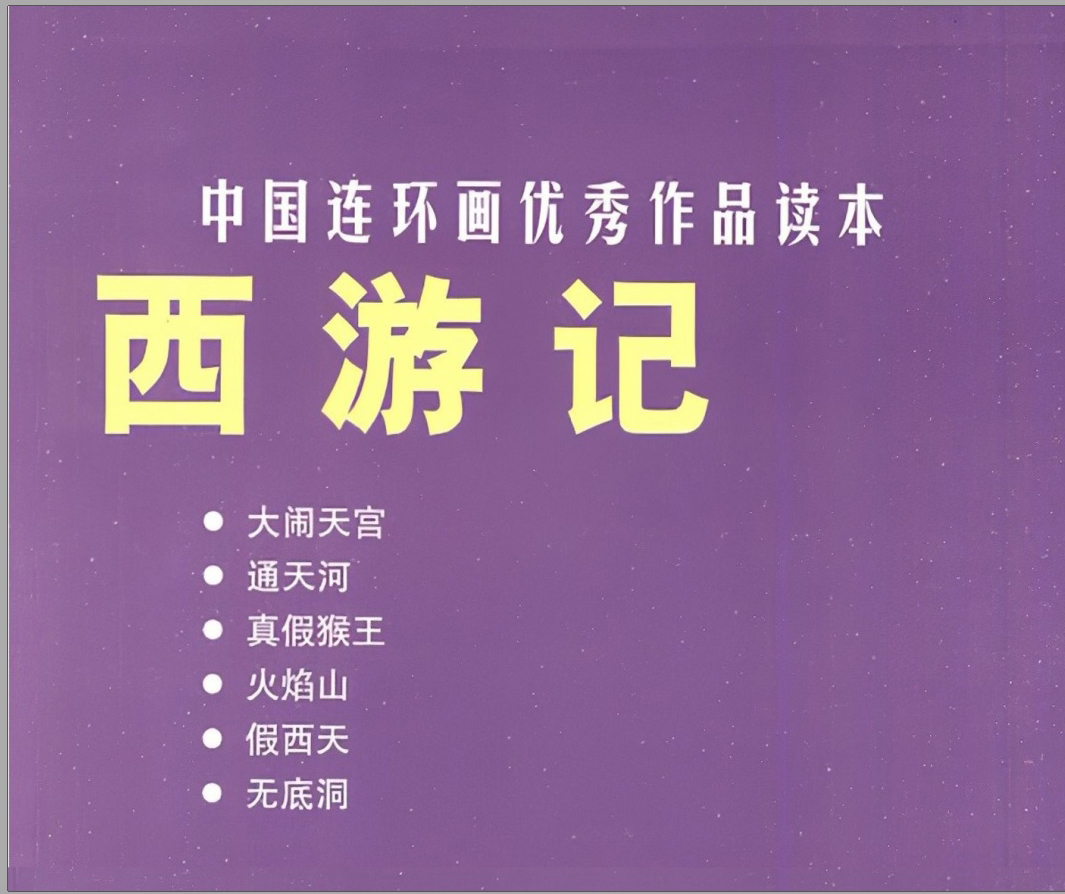 中国连环画优秀作品读本
西游记
● 大闹天宫
● 通天河
● 真假猴王
● 火焰山
● 假西天
● 无底洞